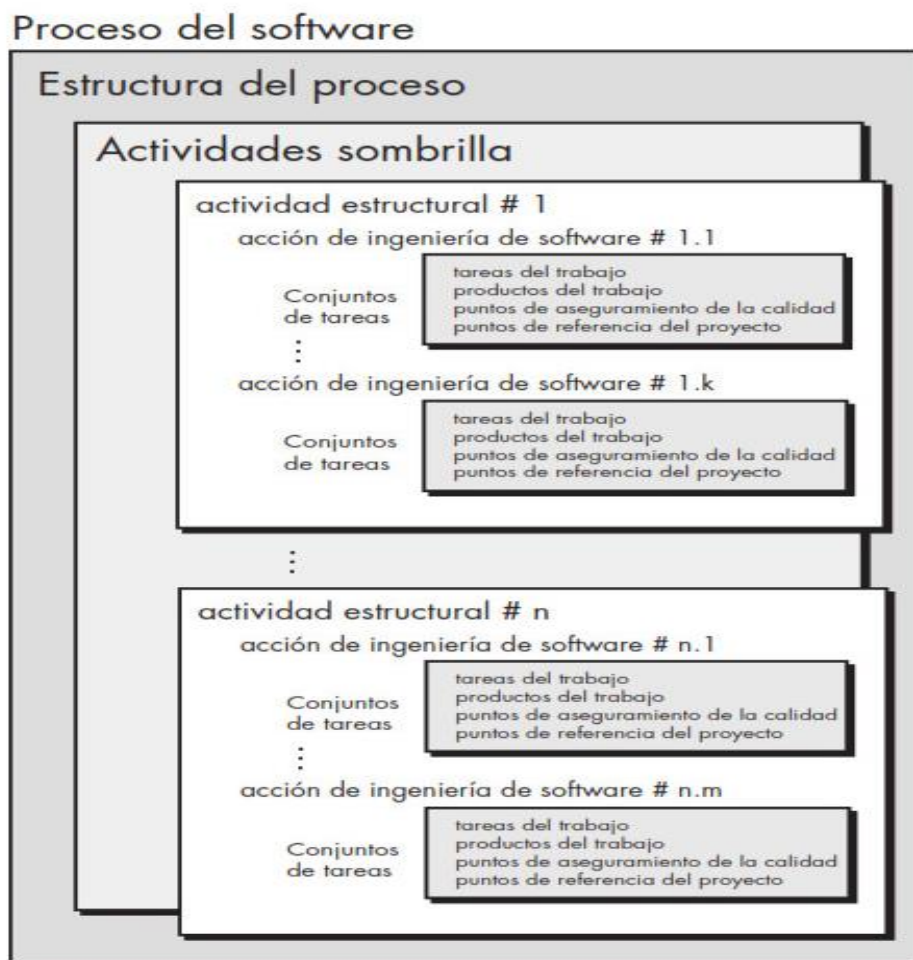 Proceso del software
Estructura del proceso
Actividades sombrilla
actividad estructural # 1
acción de ingeniería de software # 1.1
Conjuntos
de tareas
tareas del trabajo
productos del trabajo
puntos de aseguramiento de la calidad
puntos de referencia del proyecto
acción de ingeniería de software # 1.k
Conjuntos
de tareas
tareas del trabajo
productos del trabajo
puntos de aseguramiento de la calidad
puntos de referencia del proyecto
actividad estructural # n
acción de ingeniería de software # n.1
Conjuntos
de tareas
tareas del trabajo
productos del trabajo
puntos de aseguramiento de la calidad
puntos de referencia del proyecto
acción de ingeniería de software # n.m
Conjuntos
de tareas
tareas del trabajo
productos del trabajo
puntos de aseguramiento de la calidad
puntos de referencia del proyecto